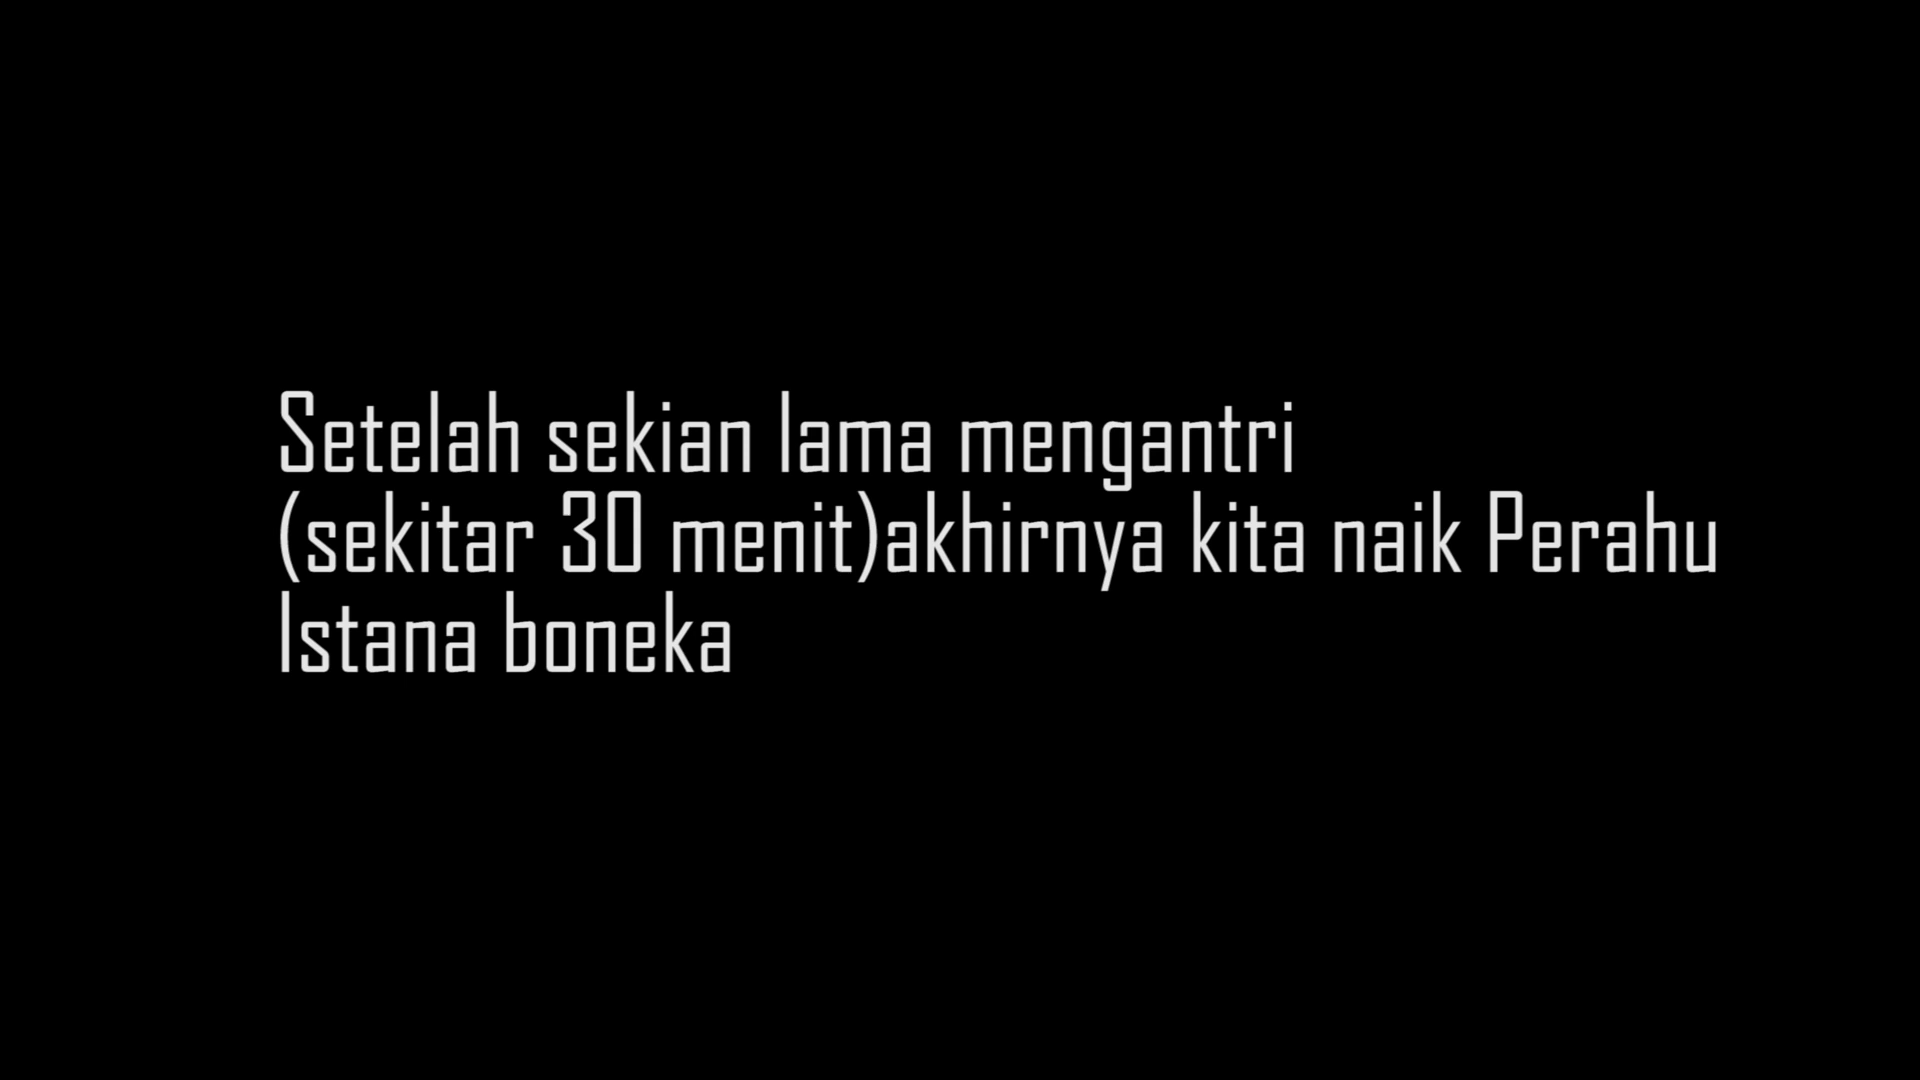 Setelah sekian lama mengantri
(sekitar 30 menit)akhirnya kita naik Perahu
Istana boneka